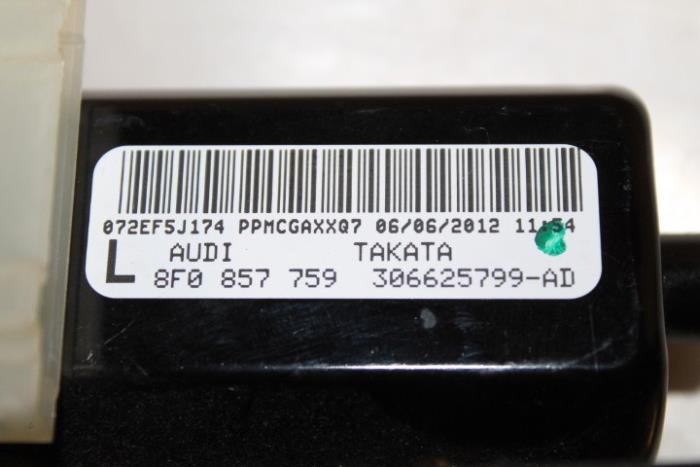 072EF5J174 PPMCGAXXQ7 06/06/2012 11:54
L AUDI TAKATA
8F0 857 759 306625799-AD